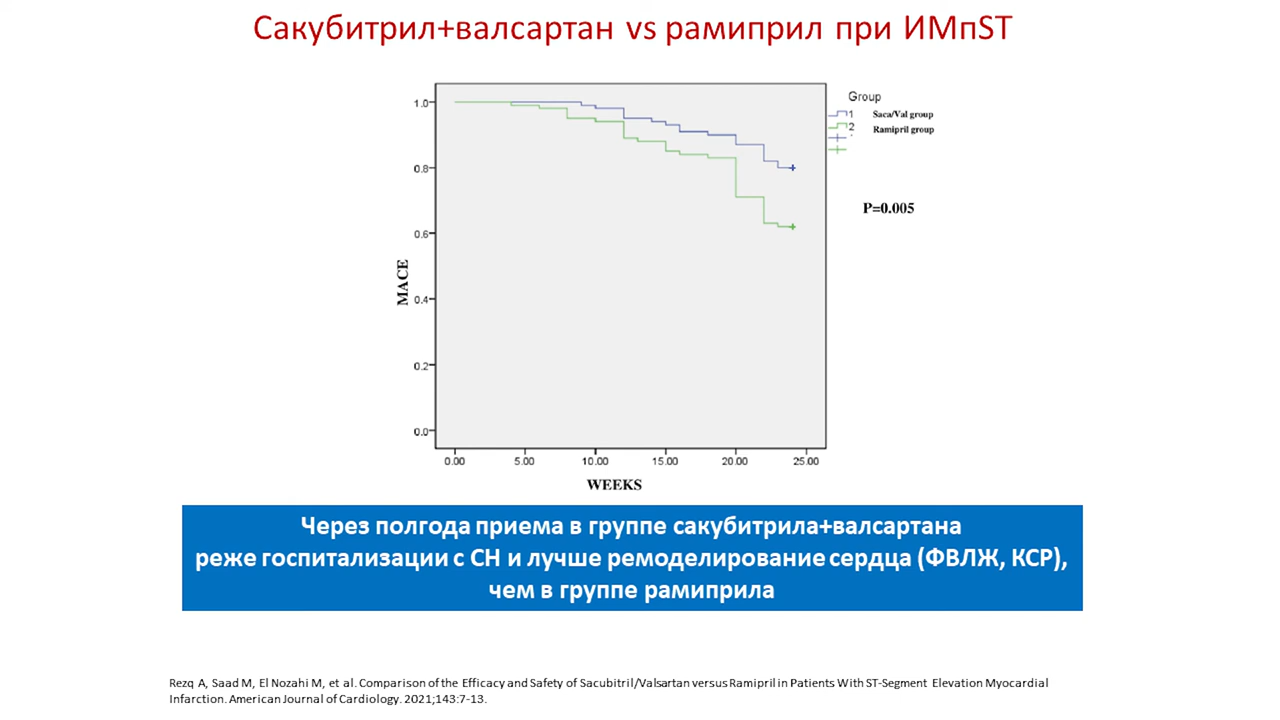 Сакубитрил+валсартан vs рамиприл при ИМпST
Group
1 Saca/Val group
2 Ramipril group
P=0.005
1.0
0.8
0.6
0.4
0.2
0.0
MACE
0.00 5.00 10.00 15.00 20.00 25.00
WEEKS
Через полгода приема в группе сакубитрила+валсартана
реже госпитализации с СН и лучше ремоделирование сердца (ФВЛЖ, КСР),
чем в группе рамиприла
Rezq A, Saad M, El Nozahi M, et al. Comparison of the Efficacy and Safety of Sacubitril/Valsartan versus Ramipril in Patients With ST-Segment Elevation Myocardial
Infarction. American Journal of Cardiology. 2021;143:7-13.